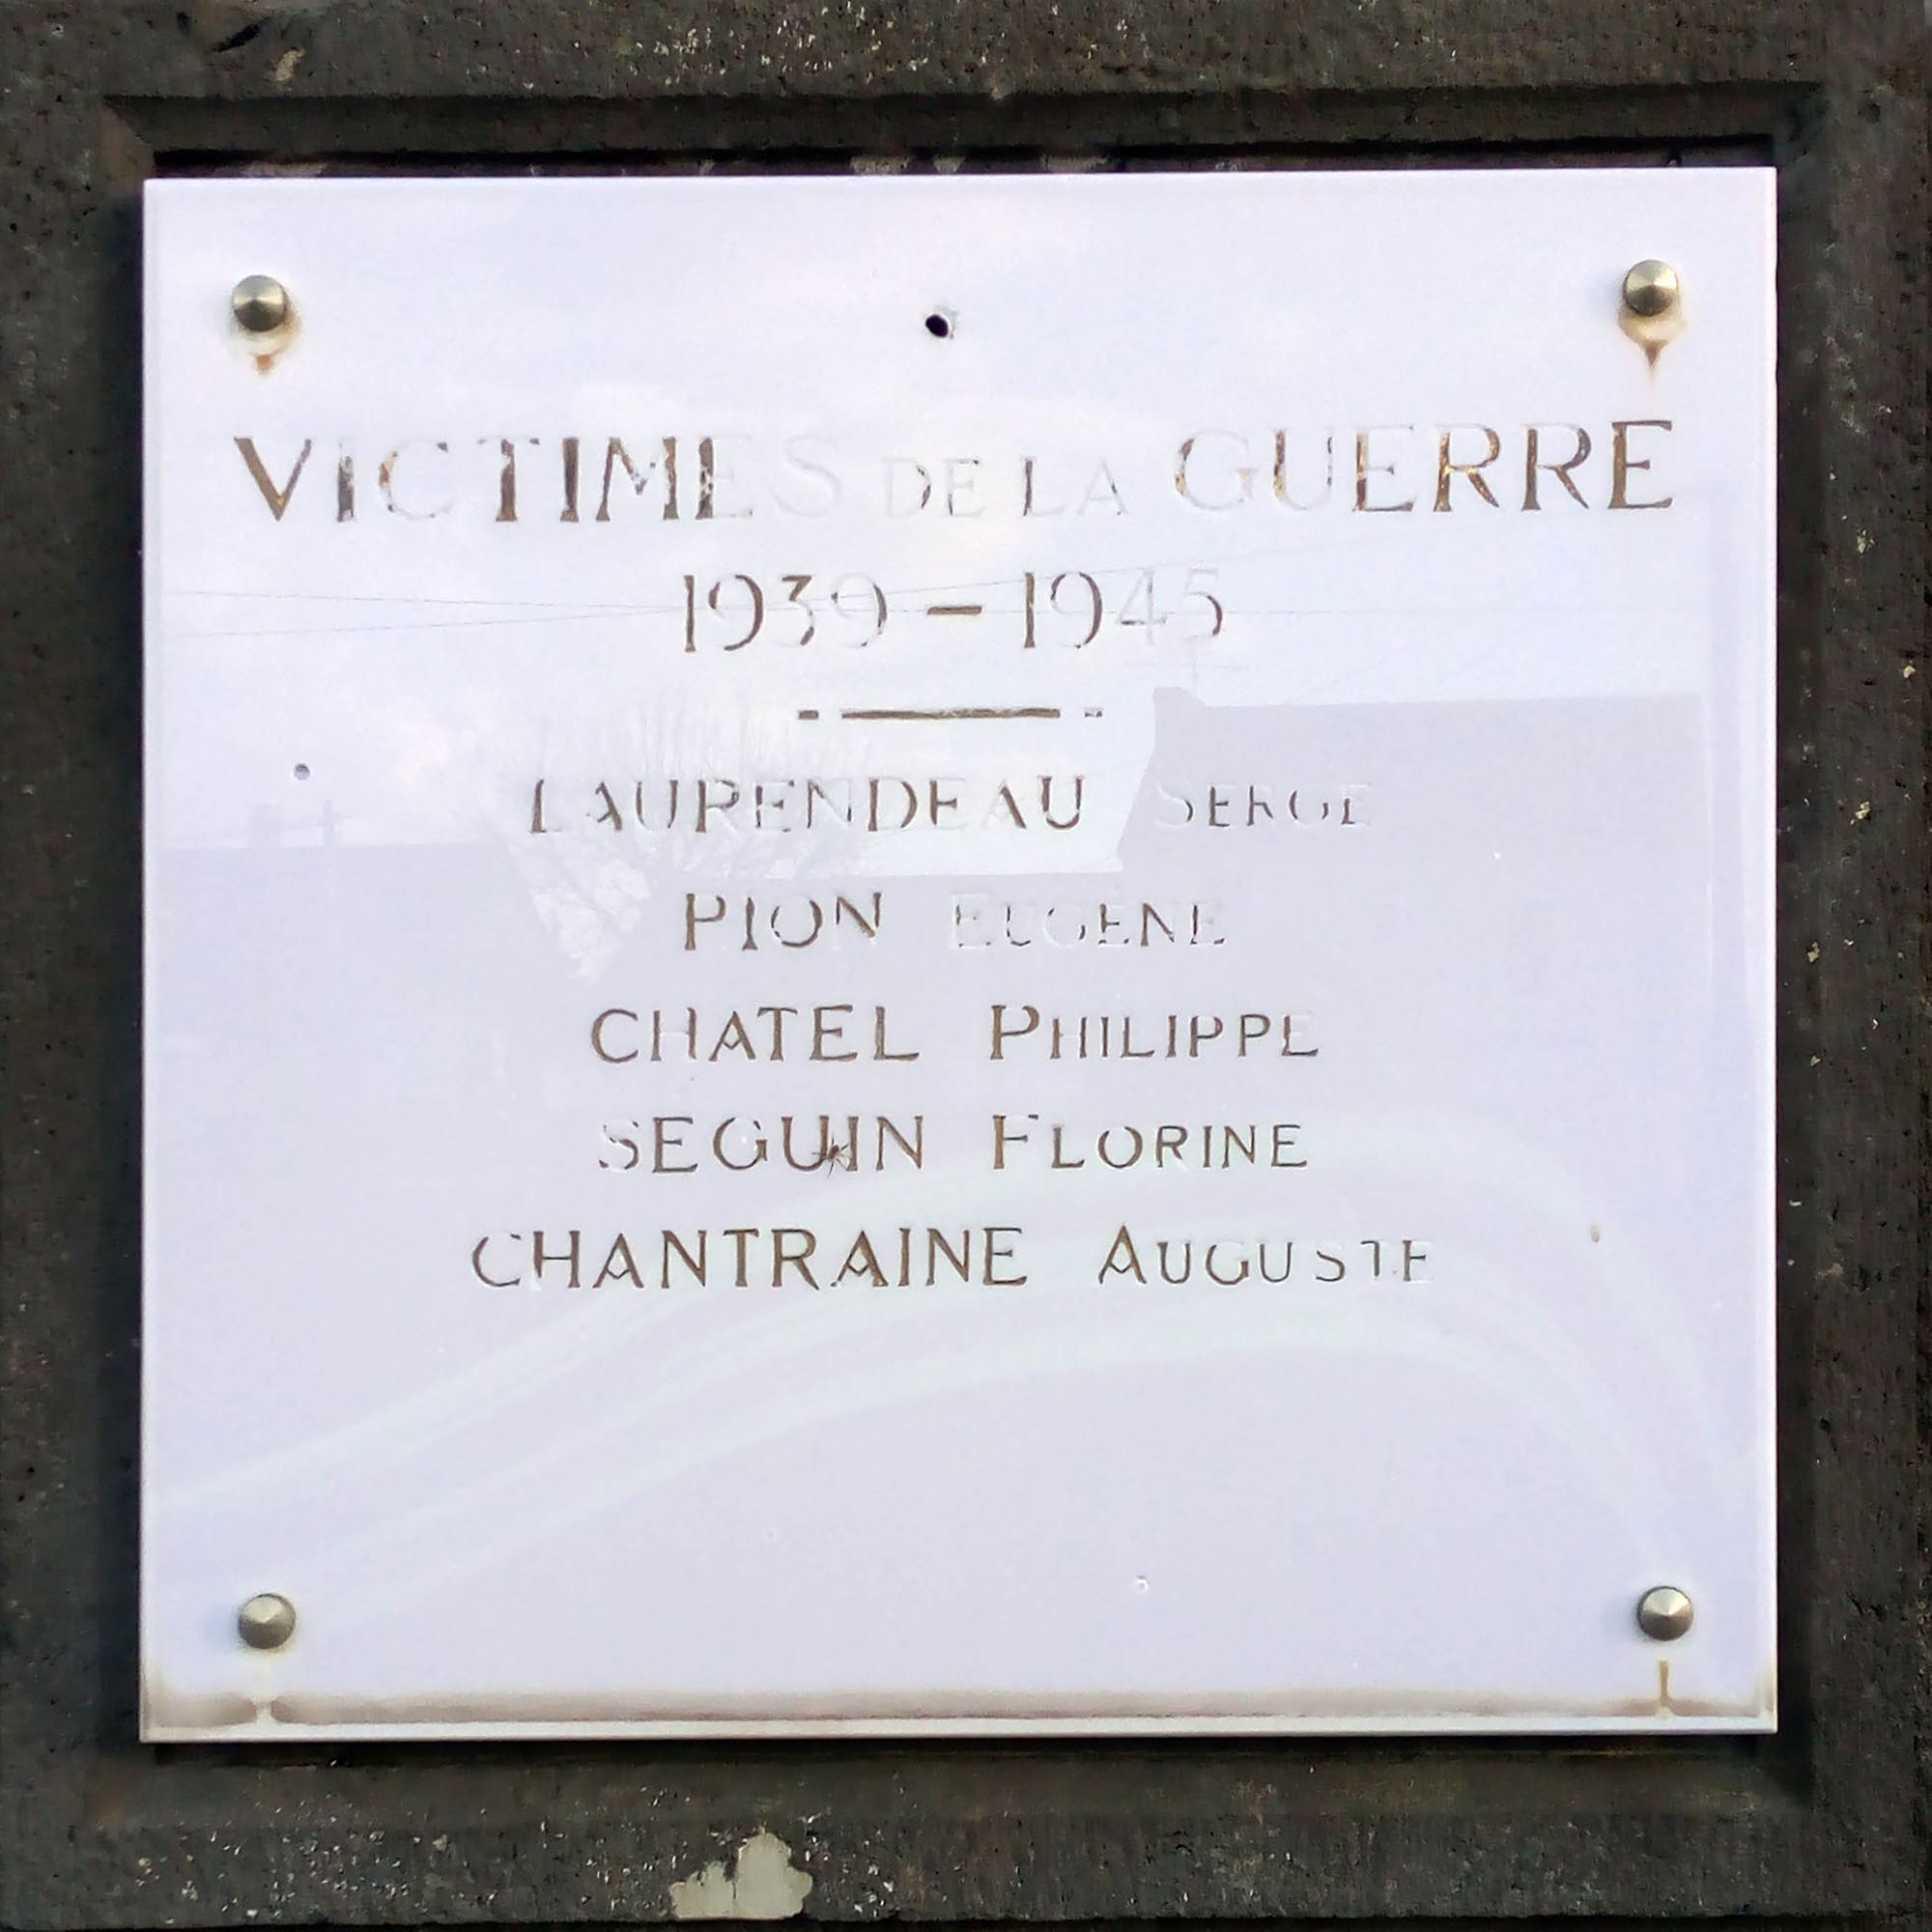 VICTIMES DE LA GUERRE
1939 - 1945
LAURENDEAU SERGE
PION EUGENE
CHATEL PHILIPPE
SEGUIN FLORINE
CHANTRAINE AUGUSTE